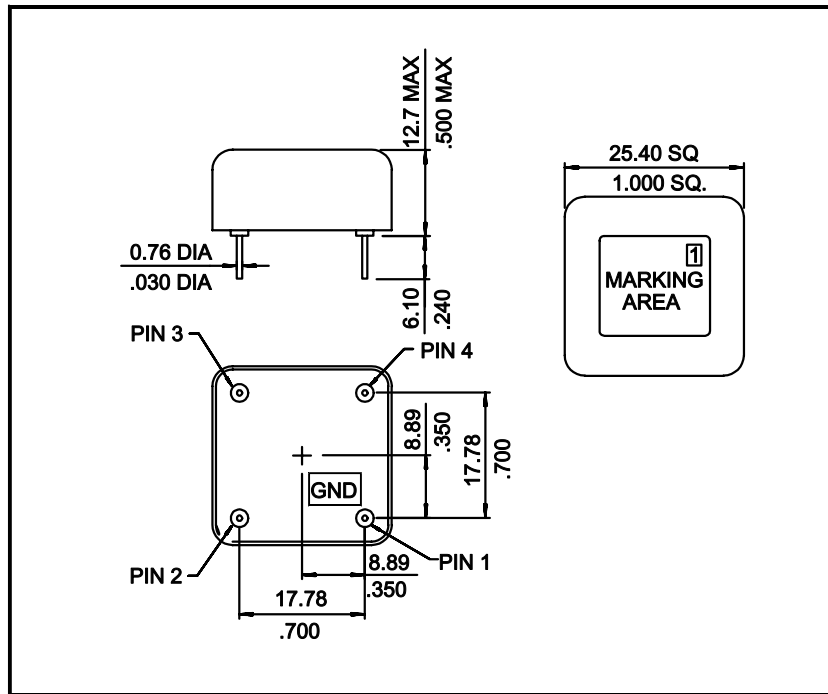 12.7 MAX
.500 MAX
25.40 SQ
1.000 SQ.
0.76 DIA
.030 DIA
6.10
.240
1
MARKING
AREA
PIN 3
PIN 4
8.89
.350
17.78
.700
GND
PIN 2
PIN 1
8.89
.350
17.78
.700